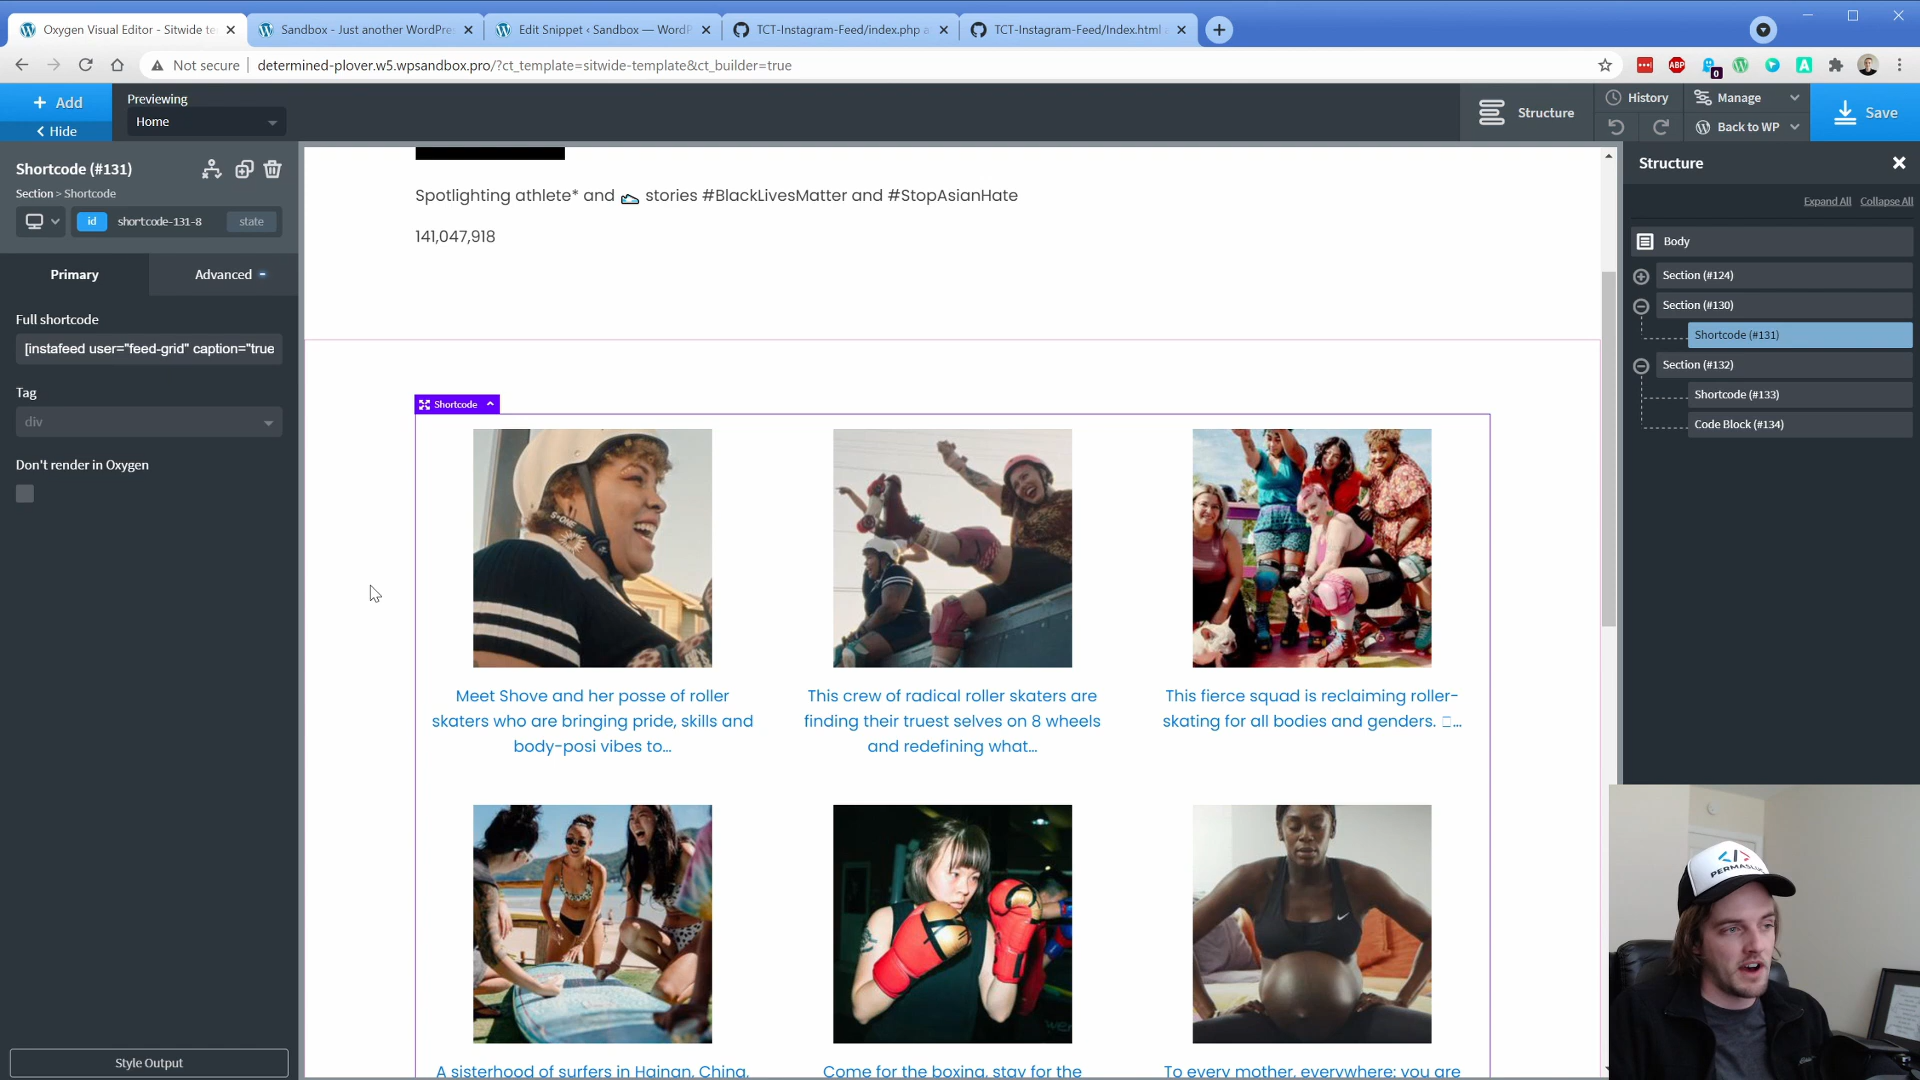 Oxygen Visual Editor - Sitwide te
Sandbox - Just another WordPres
Edit Snippet ‹ Sandbox — WordP
TCT-Instagram-Feed/index.php a
TCT-Instagram-Feed/Index.html
Not secure
determined-plover.w5.wpsandbox.pro/?ct_template=sitwide-template&ct_builder=true
ABP
0
A
+ Add
< Hide
Previewing
Home
Structure
History
Manage
Back to WP
Save
Shortcode (#131)
Section > Shortcode
id
shortcode-131-8
state
Primary
Advanced
Full shortcode
[instafeed user="feed-grid" caption="true
Tag
div
Don't render in Oxygen
Style Output
Spotlighting athlete* and 👟 stories #BlackLivesMatter and #StopAsianHate
141,047,918
Shortcode
Meet Shove and her posse of roller
skaters who are bringing pride, skills and
body-posi vibes to...
This crew of radical roller skaters are
finding their truest selves on 8 wheels
and redefining what...
This fierce squad is reclaiming roller-
skating for all bodies and genders. ...
A sisterhood of surfers in Hainan, China,
Come for the boxing, stay for the
To every mother, everywhere: you are
Structure
Expand All
Collapse All
Body
Section (#124)
Section (#130)
Shortcode (#131)
Section (#132)
Shortcode (#133)
Code Block (#134)